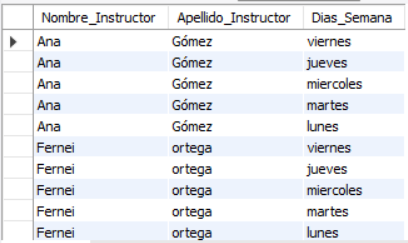 Nombre_Instructor Apellido_Instructor Dias_Semana
Ana Gómez viernes
Ana Gómez jueves
Ana Gómez miercoles
Ana Gómez martes
Ana Gómez lunes
Fernei ortega viernes
Fernei ortega jueves
Fernei ortega miercoles
Fernei ortega martes
Fernei ortega lunes